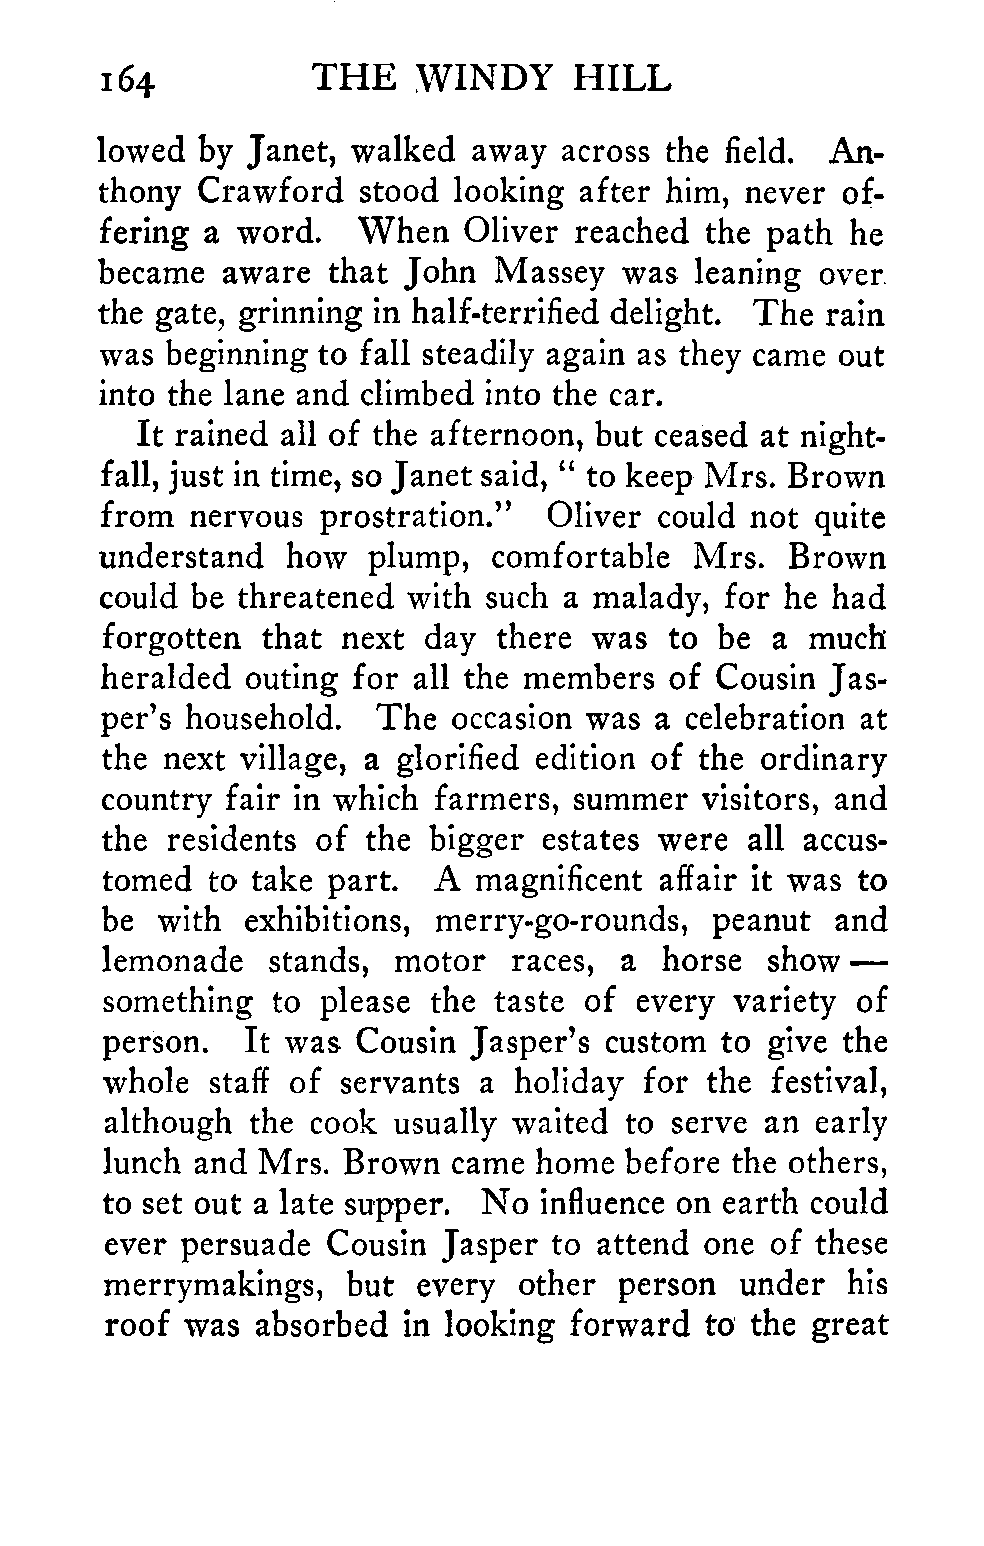 164 THE WINDY HILL
lowed by Janet, walked away across the field. An-
thony Crawford stood looking after him, never of-
fering a word. When Oliver reached the path he
became aware that John Massey was leaning over
the gate, grinning in half-terrified delight. The rain
was beginning to fall steadily again as they came out
into the lane and climbed into the car.
It rained all of the afternoon, but ceased at night-
fall, just in time, so Janet said, “ to keep Mrs. Brown
from nervous prostration.” Oliver could not quite
understand how plump, comfortable Mrs. Brown
could be threatened with such a malady, for he had
forgotten that next day there was to be a much
heralded outing for all the members of Cousin Jas-
per’s household. The occasion was a celebration at
the next village, a glorified edition of the ordinary
country fair in which farmers, summer visitors, and
the residents of the bigger estates were all accus-
tomed to take part. A magnificent affair it was to
be with exhibitions, merry-go-rounds, peanut and
lemonade stands, motor races, a horse show —
something to please the taste of every variety of
person. It was Cousin Jasper’s custom to give the
whole staff of servants a holiday for the festival,
although the cook usually waited to serve an early
lunch and Mrs. Brown came home before the others,
to set out a late supper. No influence on earth could
ever persuade Cousin Jasper to attend one of these
merrymakings, but every other person under his
roof was absorbed in looking forward to the great